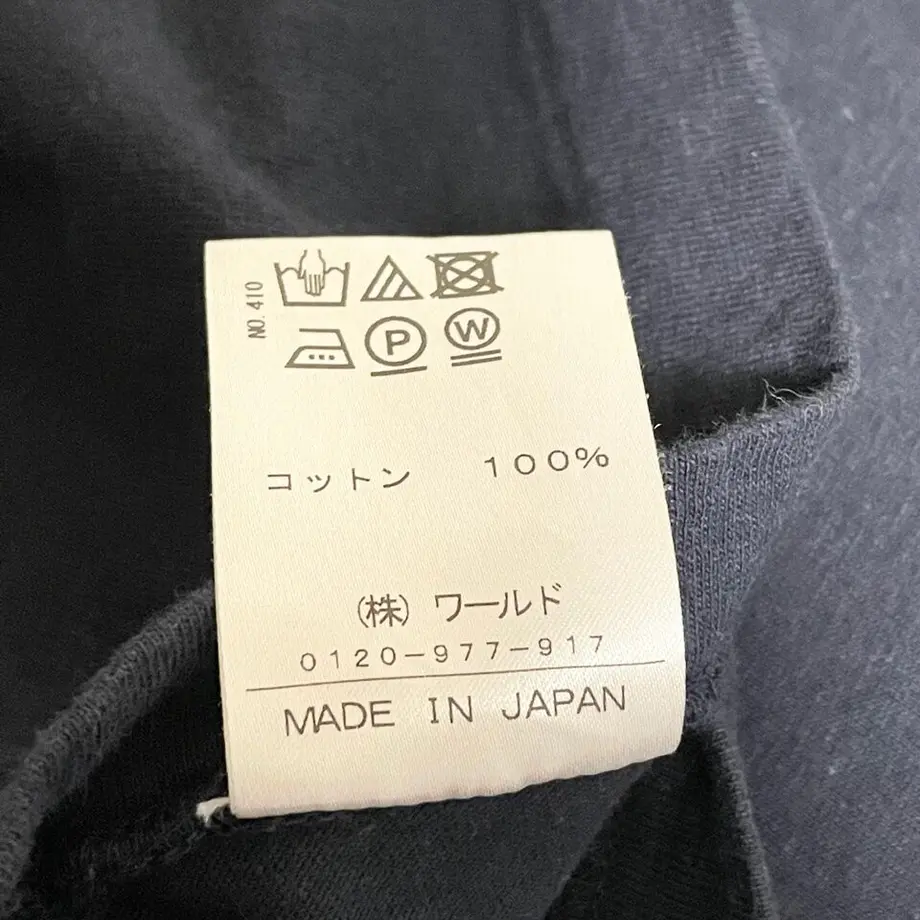 NO.410
P W
コットン 100%
(株) ワールド
0120-977-917
MADE IN JAPAN